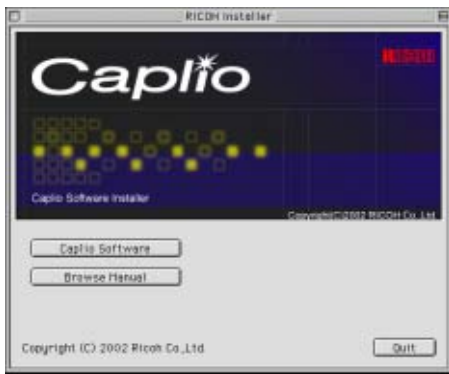 RICOH Installer
Caplio
RICOH
Caplio Software Installer
Copyright(C)2002 RICOH Co.,Ltd
Caplio Software
Browse Manual
Copyright (C) 2002 Ricoh Co.,Ltd
Quit